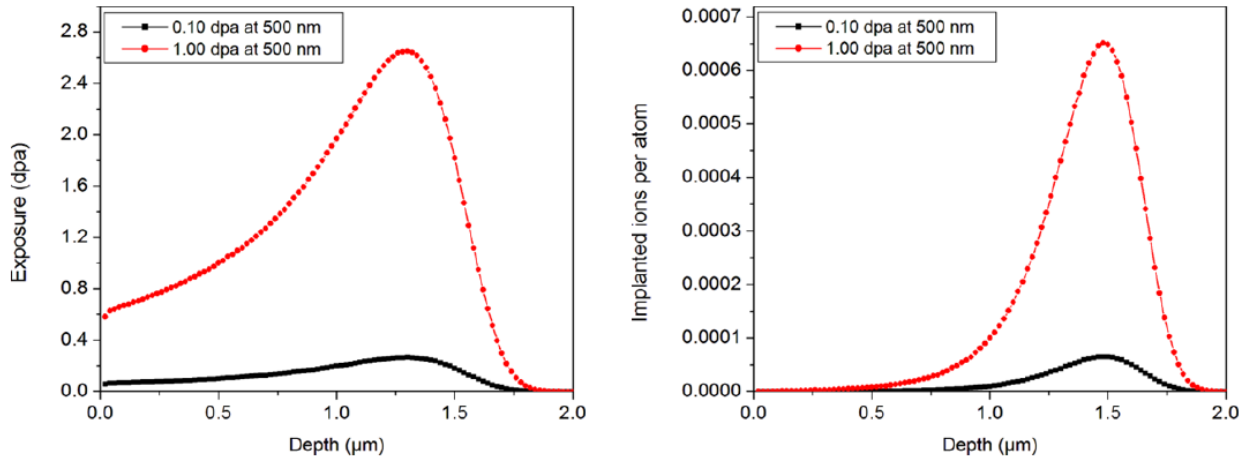 0.10 dpa at 500 nm
1.00 dpa at 500 nm
2.8
2.4
2.0
1.6
1.2
0.8
0.4
0.0
Exposure (dpa)
0.0 0.5 1.0 1.5 2.0
Depth (µm)
0.10 dpa at 500 nm
1.00 dpa at 500 nm
0.0007
0.0006
0.0005
0.0004
0.0003
0.0002
0.0001
0.0000
Implanted ions per atom
0.0 0.5 1.0 1.5 2.0
Depth (µm)